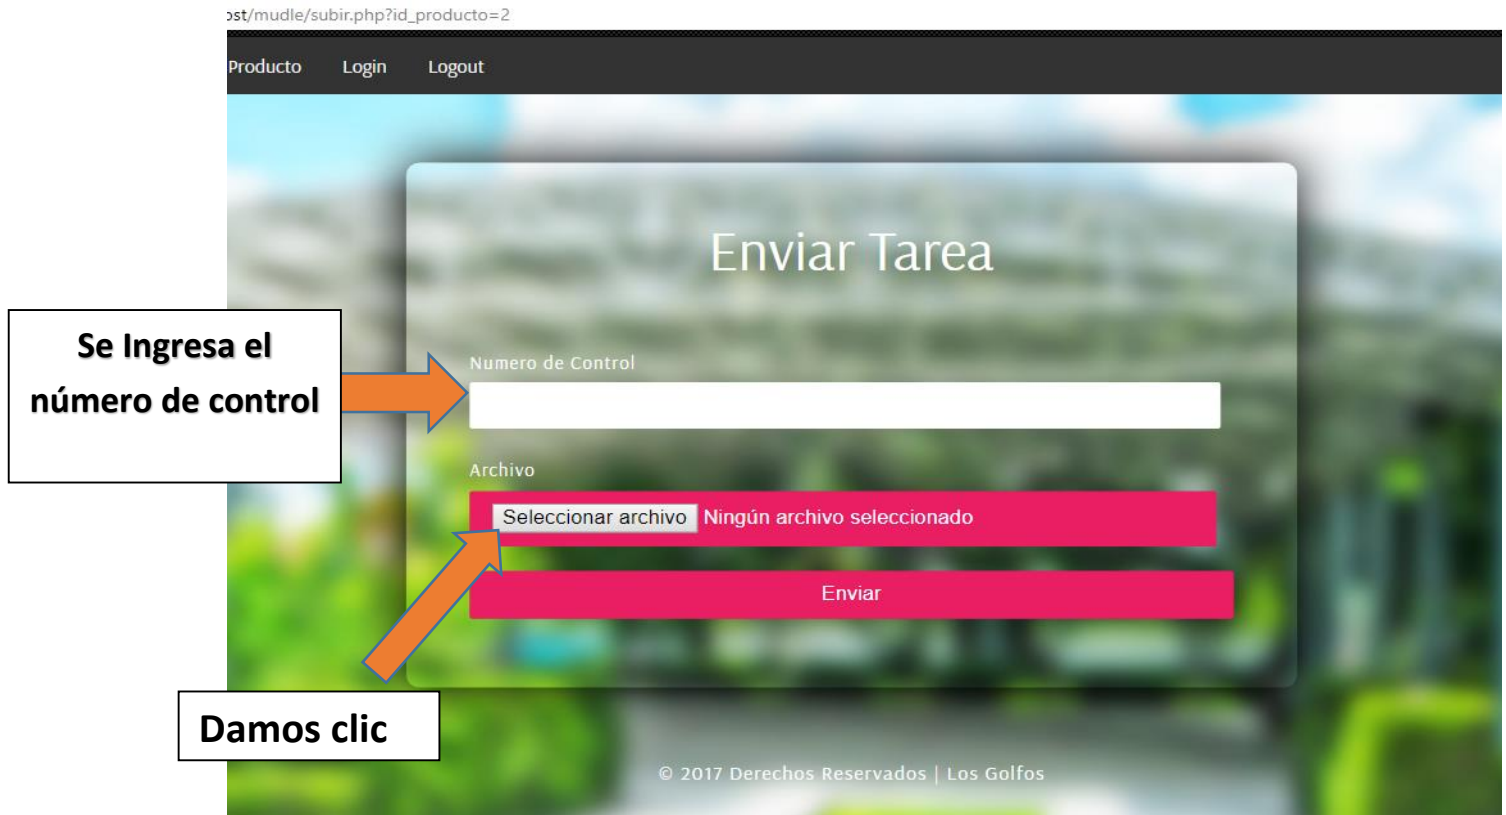 ost/mudle/subir.php?id_producto=2
Producto Login Logout
Enviar Tarea
Se Ingresa el
número de control
Numero de Control
Archivo
Seleccionar archivo Ningún archivo seleccionado
Enviar
Damos clic
© 2017 Derechos Reservados | Los Golfos